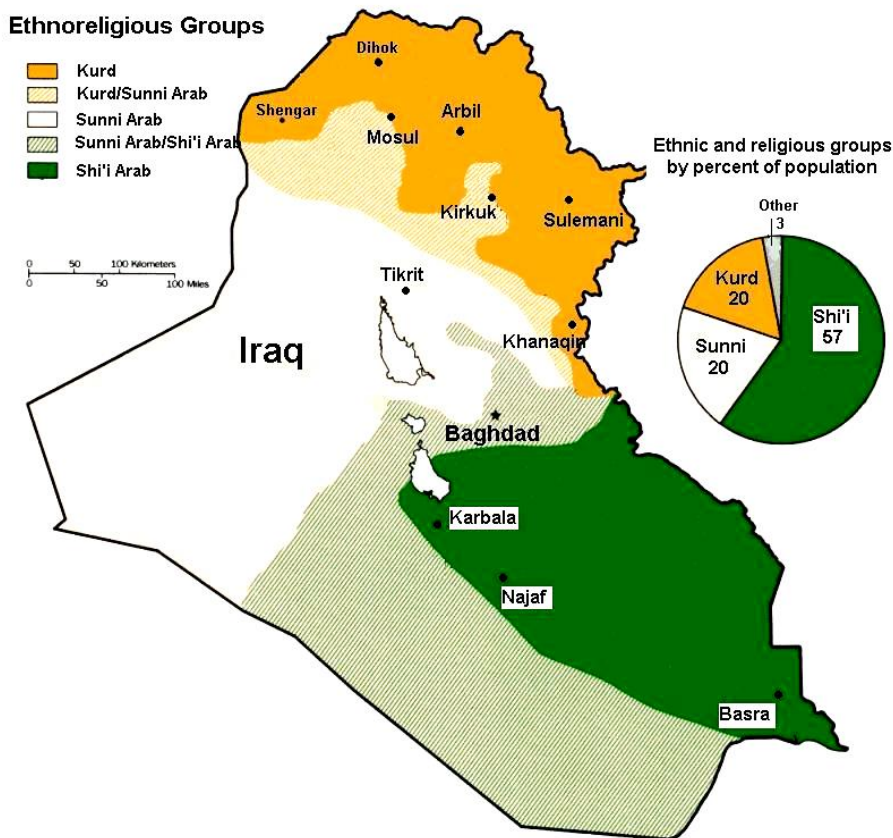 Ethnoreligious Groups
Kurd
Kurd/Sunni Arab
Sunni Arab
Sunni Arab/Shi'i Arab
Shi'i Arab
0 50 100 Kilometers
0 50 100 Miles
Dihok
Shengar
Mosul
Arbil
Kirkuk
Sulemani
Tikrit
Khanaqin
Iraq
Baghdad
Karbala
Najaf
Basra
Ethnic and religious groups
by percent of population
Other
3
Kurd
20
Sunni
20
Shi'i
57